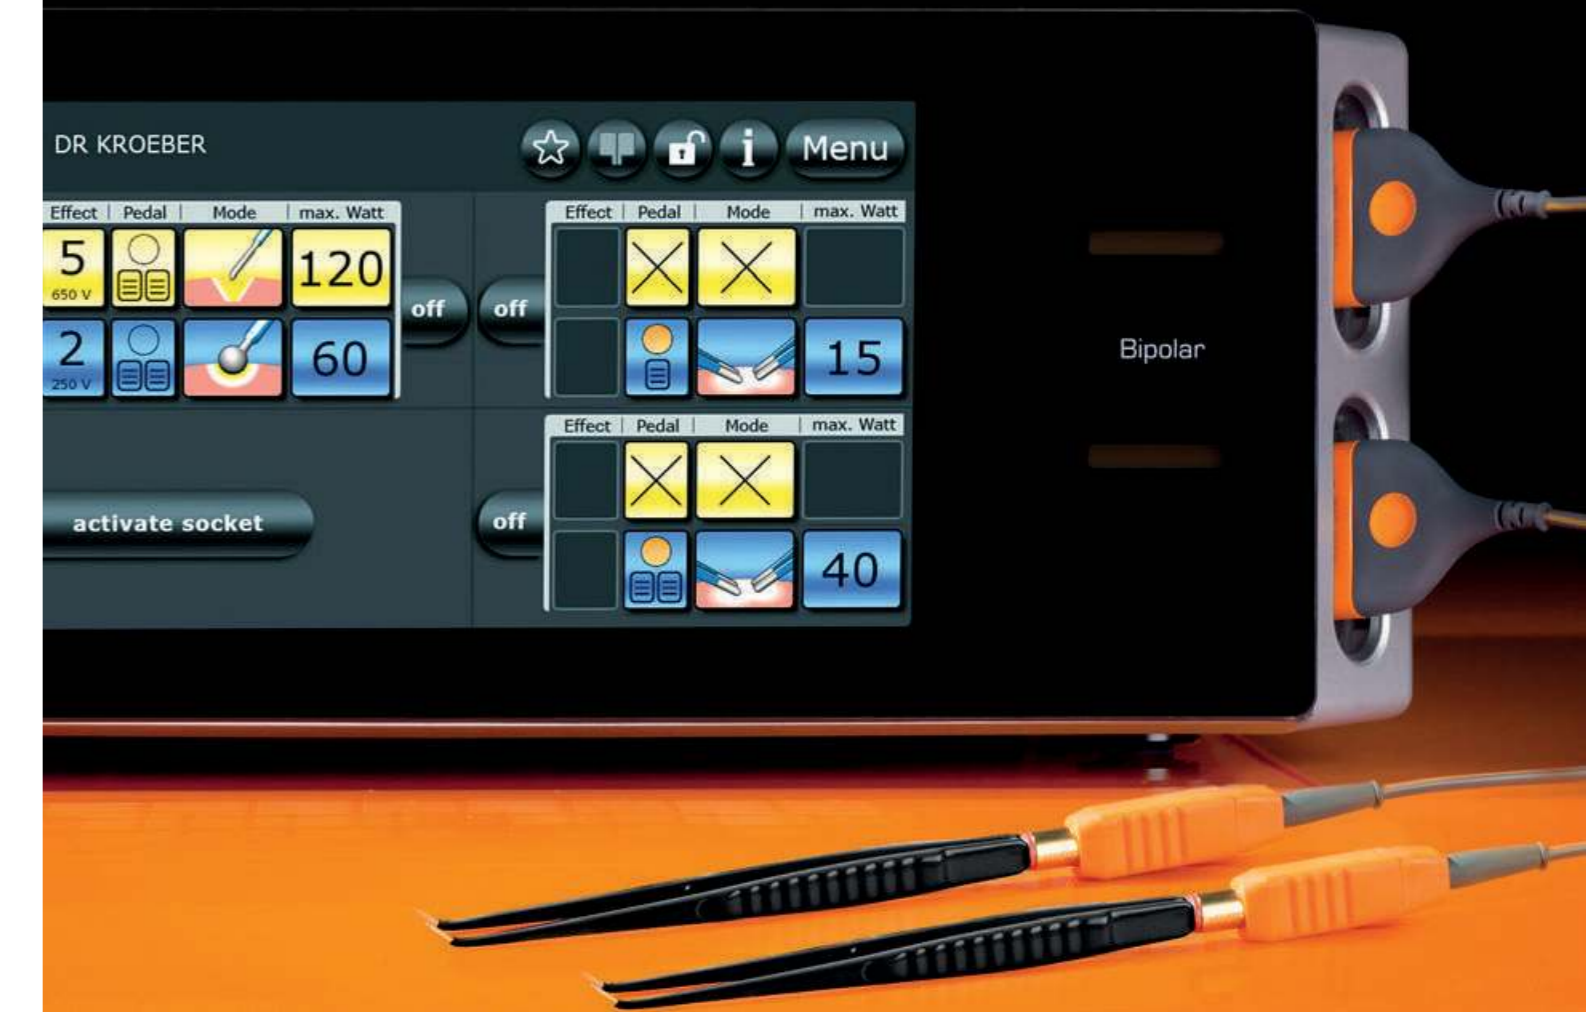 DR KROEBER
Menu
Effect Pedal Mode max. Watt
5
650 V
120
off
2
250 V
60
off
Effect Pedal Mode max. Watt
15
activate socket
off
Effect Pedal Mode max. Watt
40
Bipolar